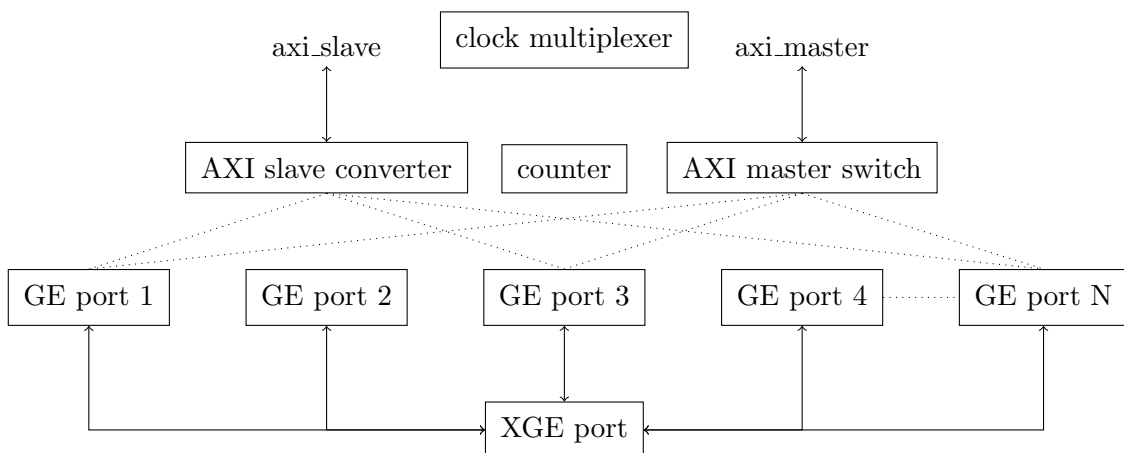 clock multiplexer
axi_slave
axi_master
AXI slave converter
counter
AXI master switch
GE port 1
GE port 2
GE port 3
GE port 4
GE port N
XGE port